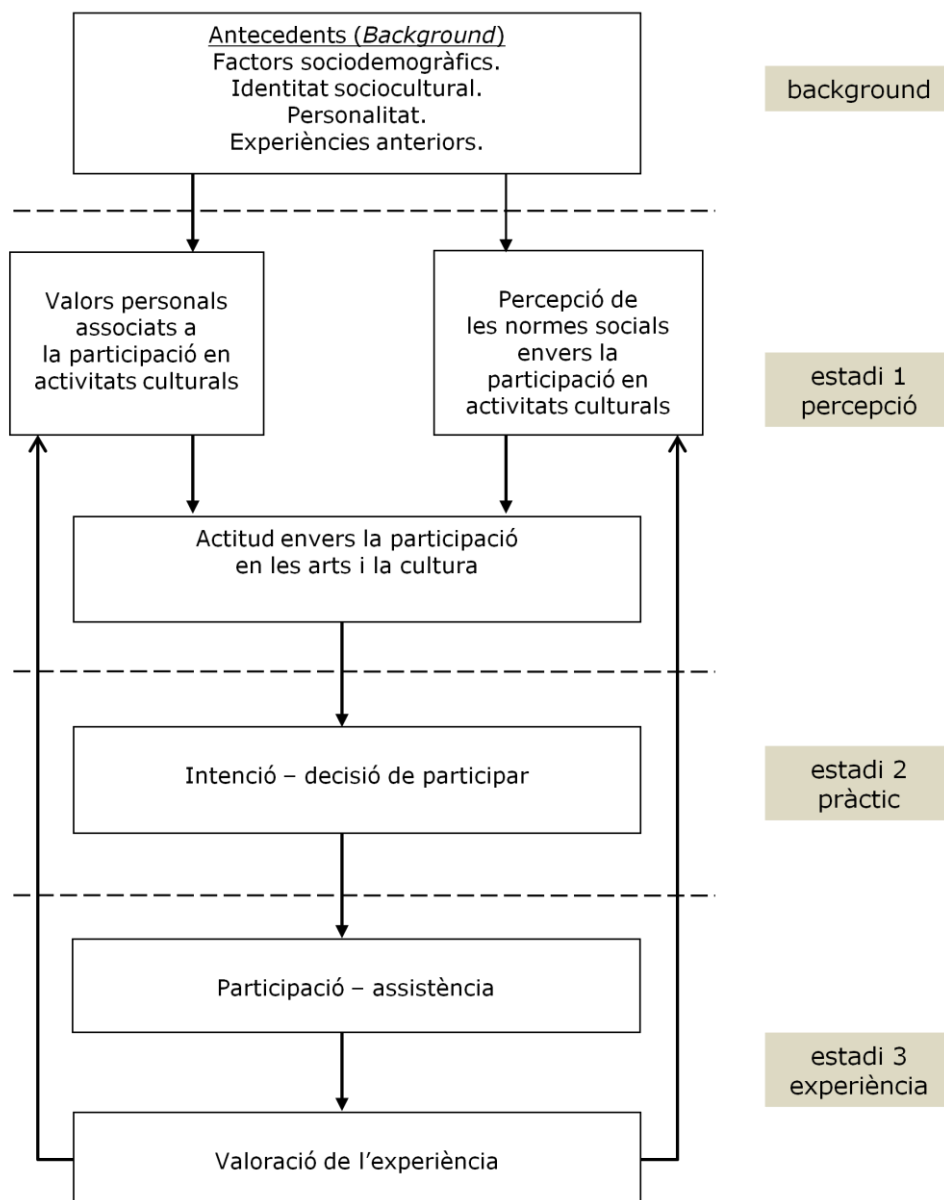 Antecedents (Background)
Factors sociodemogràfics.
Identitat sociocultural.
Personalitat.
Experiències anteriors.
background
Valors personals
associats a
la participació en
activitats culturals
Percepció de
les normes socials
envers la
participació en
activitats culturals
estadi 1
percepció
Actitud envers la participació
en les arts i la cultura
Intenció – decisió de participar
estadi 2
pràctic
Participació – assistència
estadi 3
experiència
Valoració de l’experiència